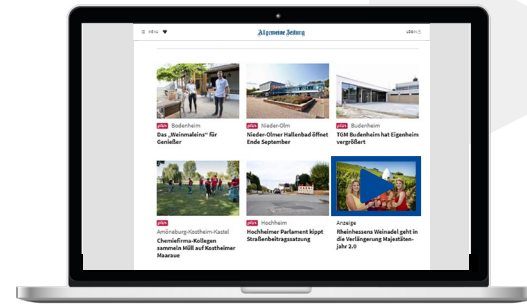 Allgemeine Zeitung
plus Bodenheim
Das „Weinmaleins" für
Genießer
plus Nieder-Olm
Nieder-Olmer Hallenbad öffnet
Ende September
plus Budenheim
TGM Budenheim hat Eigenheim
vergrößert
plus
Amöneburg-Kostheim-Kastel
Chemiefirma-Kollegen
sammeln Müll auf Kostheimer
Maaraue
plus Hochheim
Hochheimer Parlament kippt
Straßenbeitragssatzung
Anzeige
Rheinhessens Weinadel geht in
die Verlängerung Majestäten-
jahr 2.0